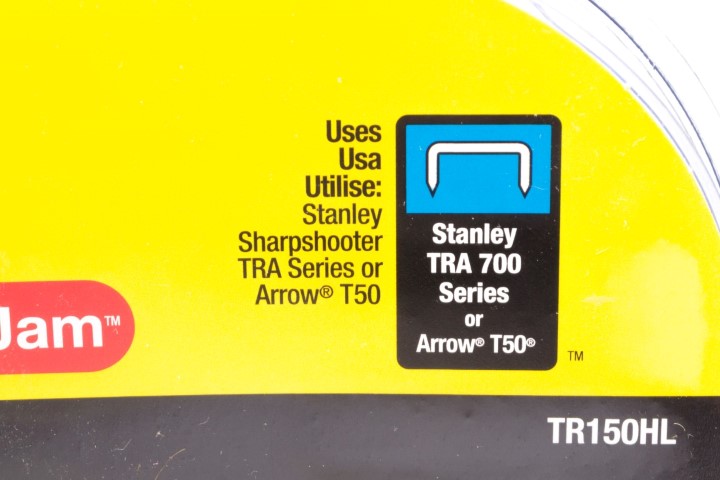 Uses
Usa
Utilise:
Stanley
Sharpshooter
TRA Series or
Arrow® T50
Stanley
TRA 700
Series
or
Arrow® T50®
TM
Jam™
TR150HL